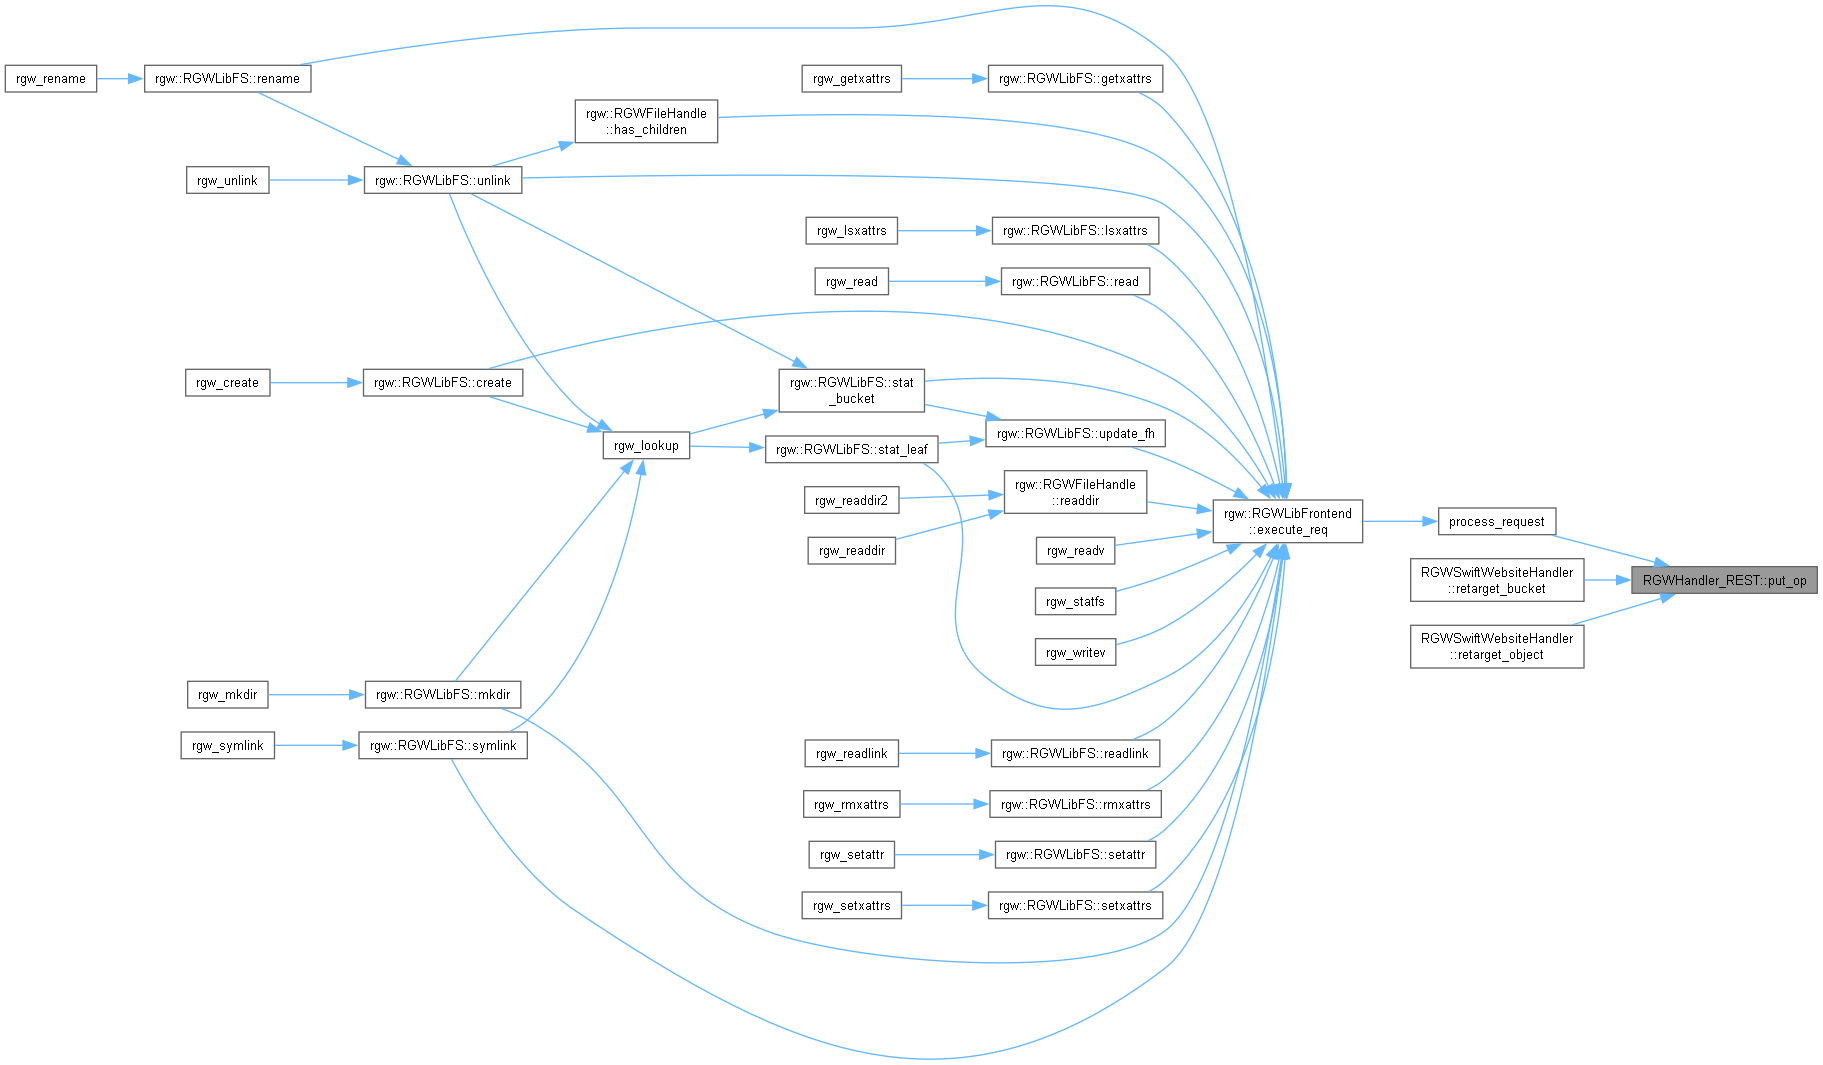 rgw_rename
rgw::RGWLibFS::rename
rgw_getxattrs
rgw::RGWLibFS::getxattrs
rgw::RGWFileHandle
::has_children
rgw_unlink
rgw::RGWLibFS::unlink
rgw_lsxattrs
rgw::RGWLibFS::lsxattrs
rgw_read
rgw::RGWLibFS::read
rgw_create
rgw::RGWLibFS::create
rgw::RGWLibFS::stat
_bucket
rgw::RGWLibFS::update_fh
rgw_lookup
rgw::RGWLibFS::stat_leaf
rgw_readdir2
rgw::RGWFileHandle
::readdir
rgw::RGWLibFrontend
::execute_req
process_request
rgw_readdir
rgw_readv
RGWSwiftWebsiteHandler
::retarget_bucket
RGWHandler_REST::put_op
rgw_statfs
rgw_writev
RGWSwiftWebsiteHandler
::retarget_object
rgw_mkdir
rgw::RGWLibFS::mkdir
rgw_symlink
rgw::RGWLibFS::symlink
rgw_readlink
rgw::RGWLibFS::readlink
rgw_rmxattrs
rgw::RGWLibFS::rmxattrs
rgw_setattr
rgw::RGWLibFS::setattr
rgw_setxattrs
rgw::RGWLibFS::setxattrs